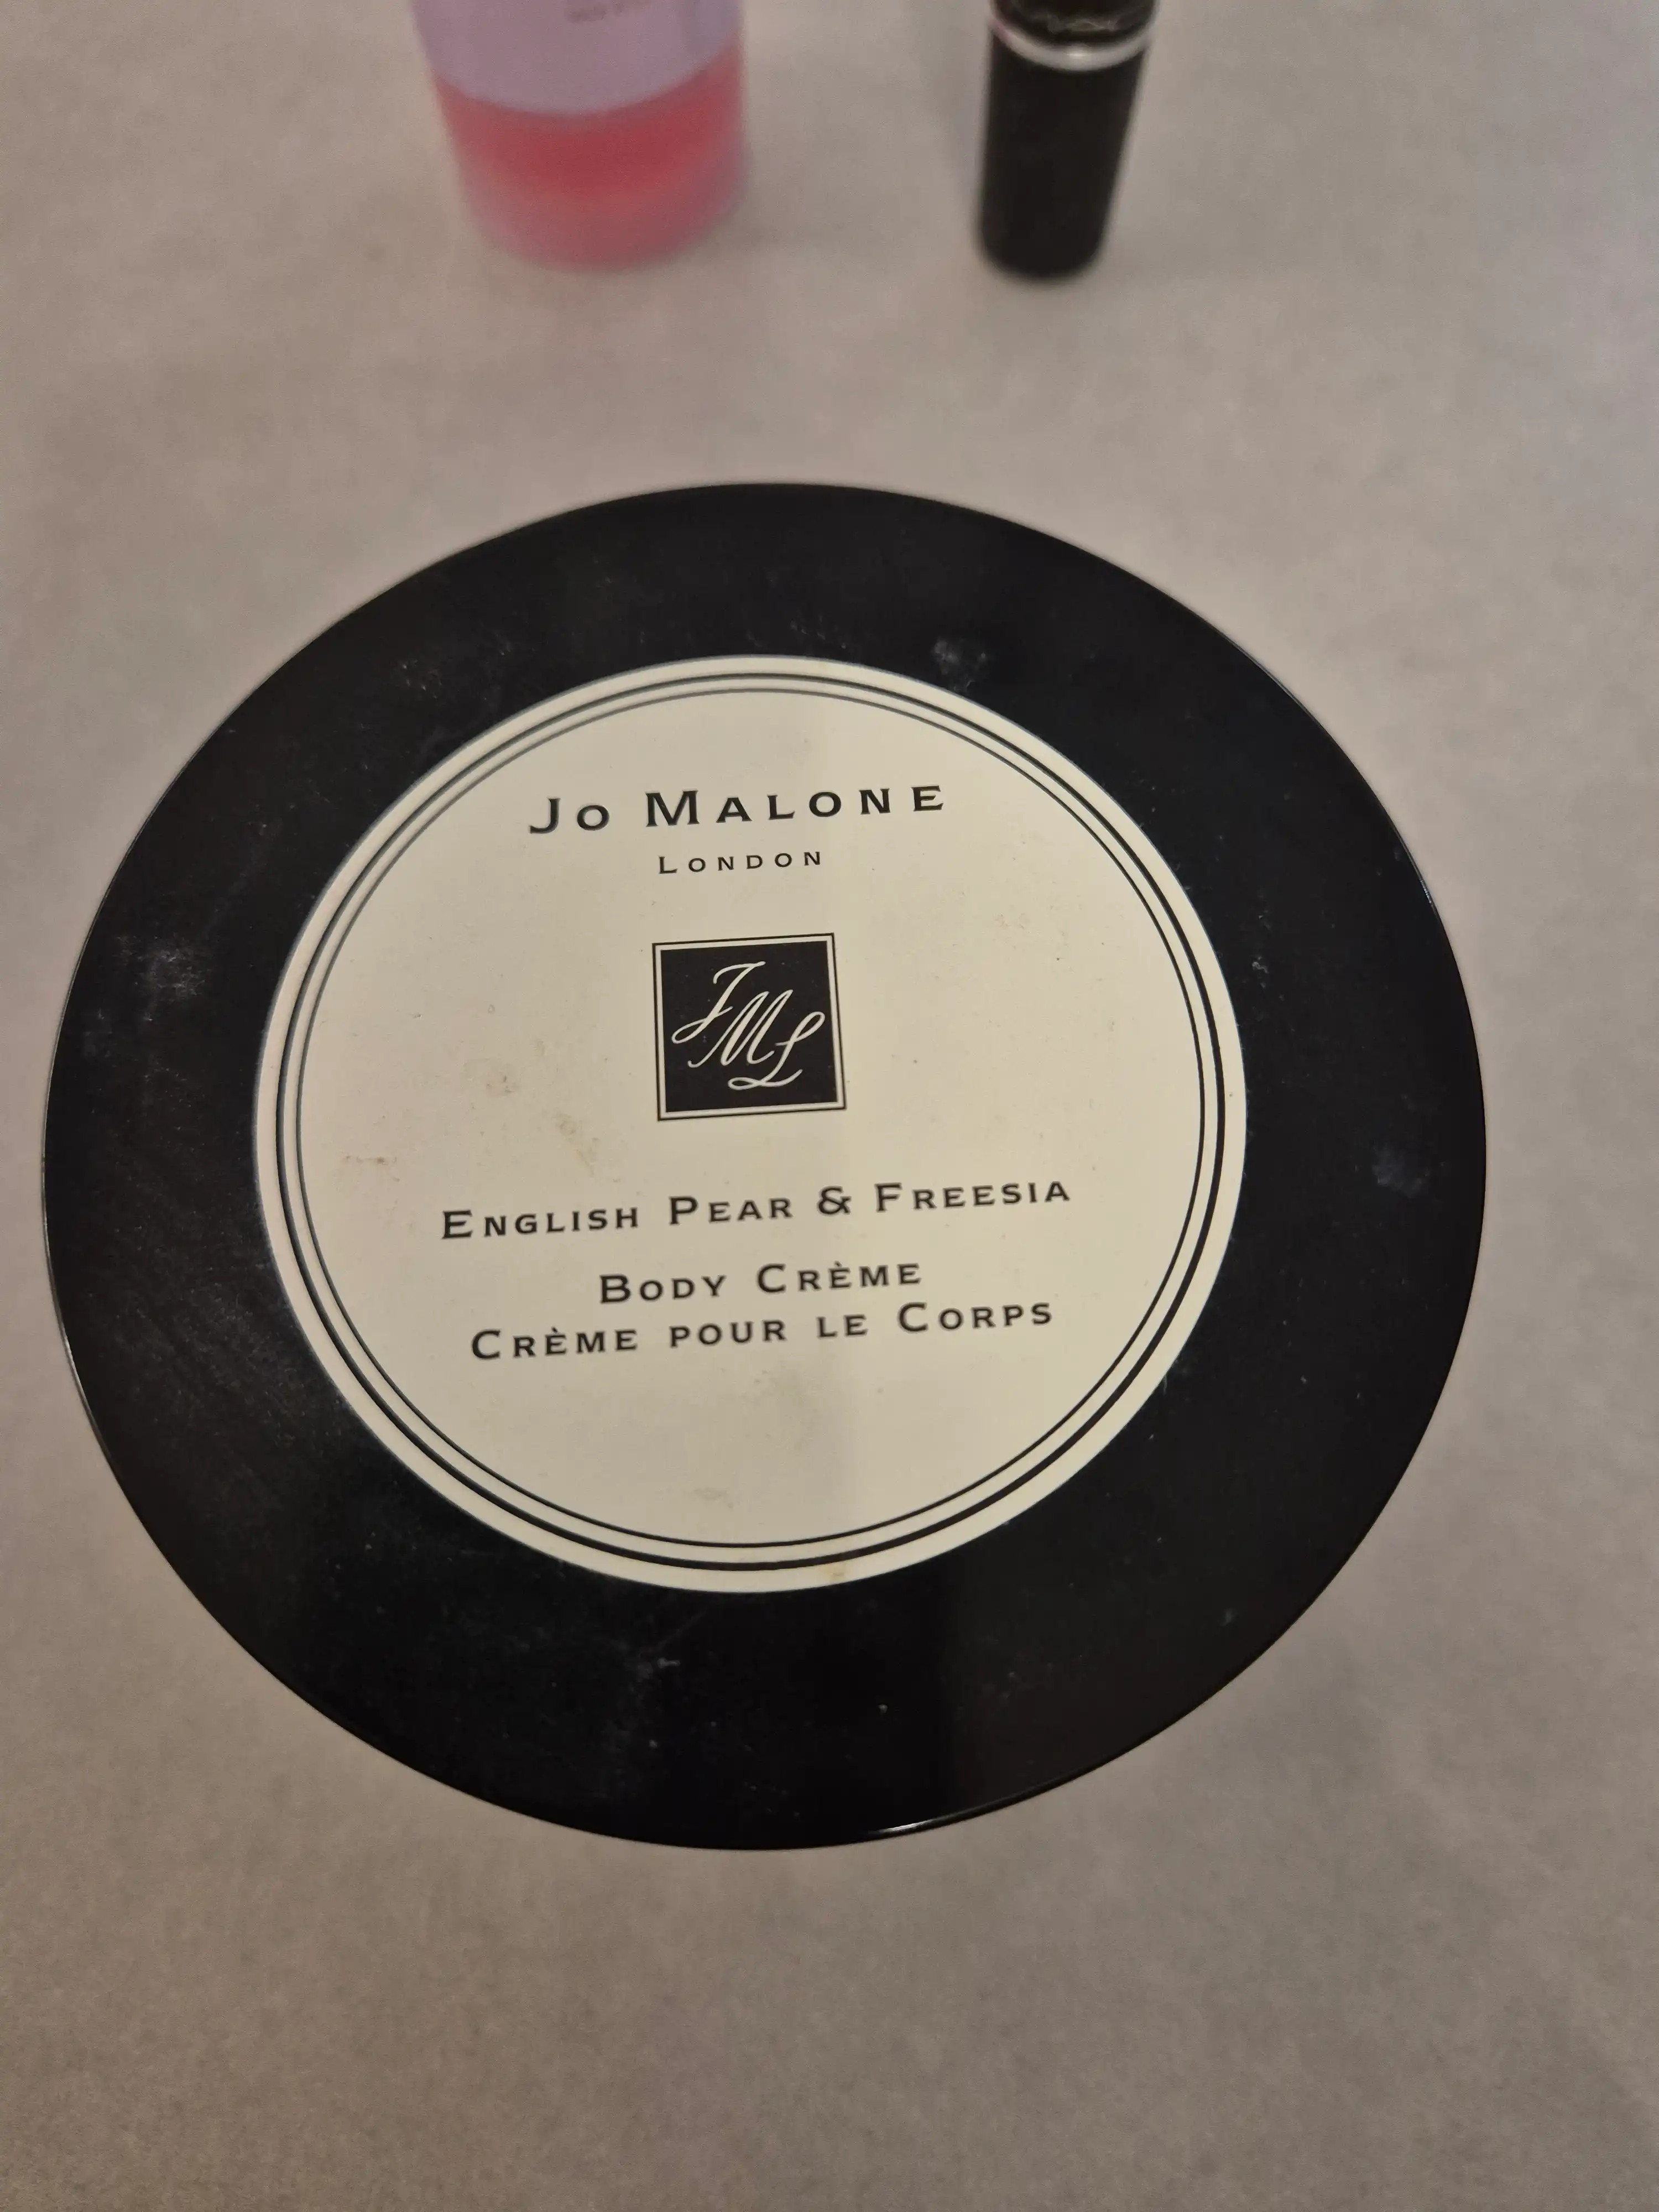 Jo Malone
London
JML
English Pear & Freesia
Body Crème
Crème pour le Corps